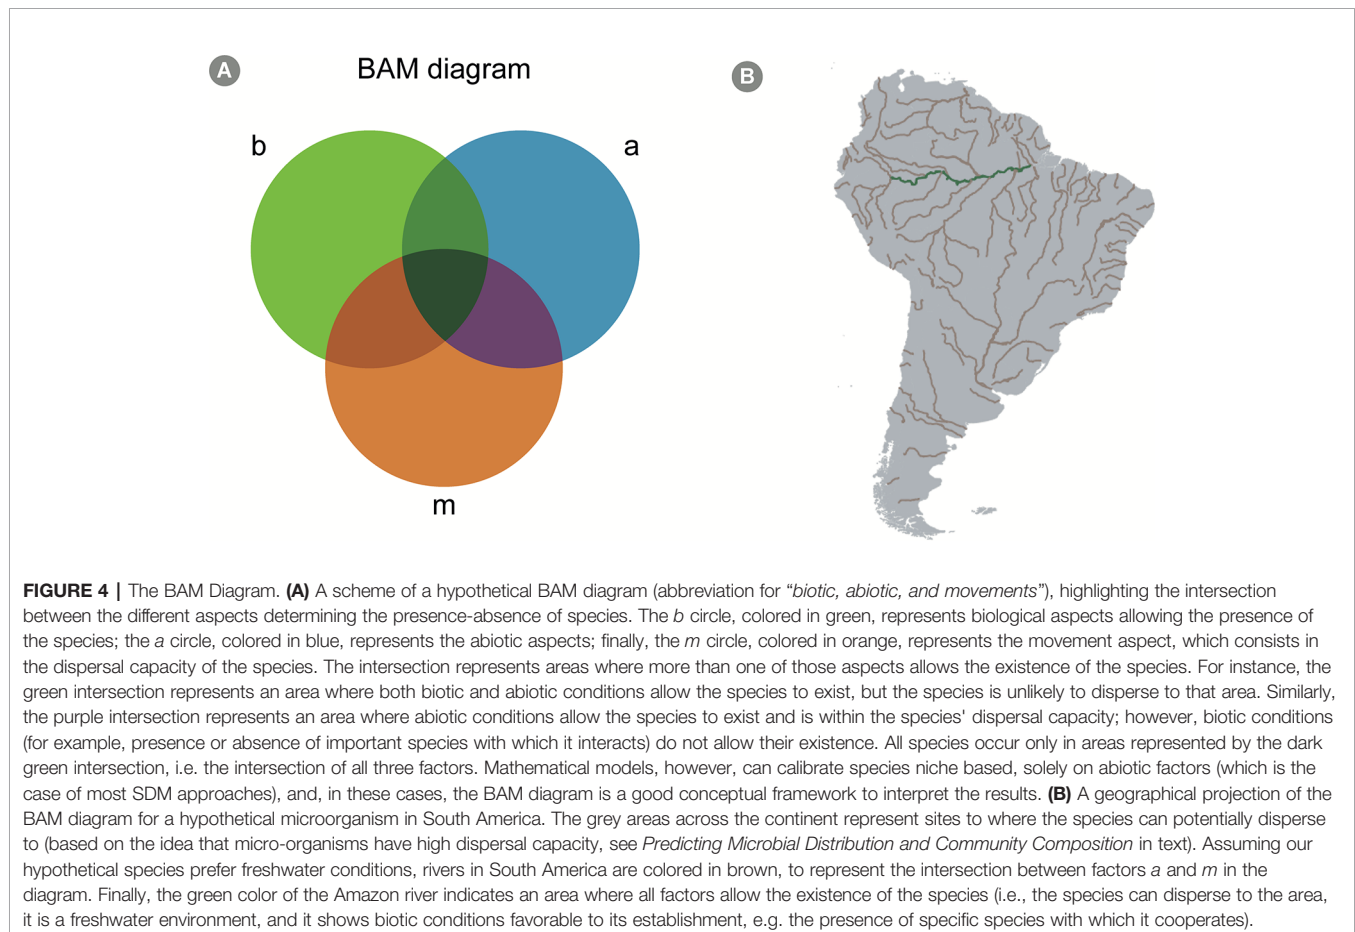 A
BAM diagram
B
b
a
m
FIGURE 4 | The BAM Diagram. (A) A scheme of a hypothetical BAM diagram (abbreviation for “biotic, abiotic, and movements”), highlighting the intersection
between the different aspects determining the presence-absence of species. The b circle, colored in green, represents biological aspects allowing the presence of
the species; the a circle, colored in blue, represents the abiotic aspects; finally, the m circle, colored in orange, represents the movement aspect, which consists in
the dispersal capacity of the species. The intersection represents areas where more than one of those aspects allows the existence of the species. For instance, the
green intersection represents an area where both biotic and abiotic conditions allow the species to exist, but the species is unlikely to disperse to that area. Similarly,
the purple intersection represents an area where abiotic conditions allow the species to exist and is within the species' dispersal capacity; however, biotic conditions
(for example, presence or absence of important species with which it interacts) do not allow their existence. All species occur only in areas represented by the dark
green intersection, i.e. the intersection of all three factors. Mathematical models, however, can calibrate species niche based, solely on abiotic factors (which is the
case of most SDM approaches), and, in these cases, the BAM diagram is a good conceptual framework to interpret the results. (B) A geographical projection of the
BAM diagram for a hypothetical microorganism in South America. The grey areas across the continent represent sites to where the species can potentially disperse
to (based on the idea that micro-organisms have high dispersal capacity, see Predicting Microbial Distribution and Community Composition in text). Assuming our
hypothetical species prefer freshwater conditions, rivers in South America are colored in brown, to represent the intersection between factors a and m in the
diagram. Finally, the green color of the Amazon river indicates an area where all factors allow the existence of the species (i.e., the species can disperse to the area,
it is a freshwater environment, and it shows biotic conditions favorable to its establishment, e.g. the presence of specific species with which it cooperates).